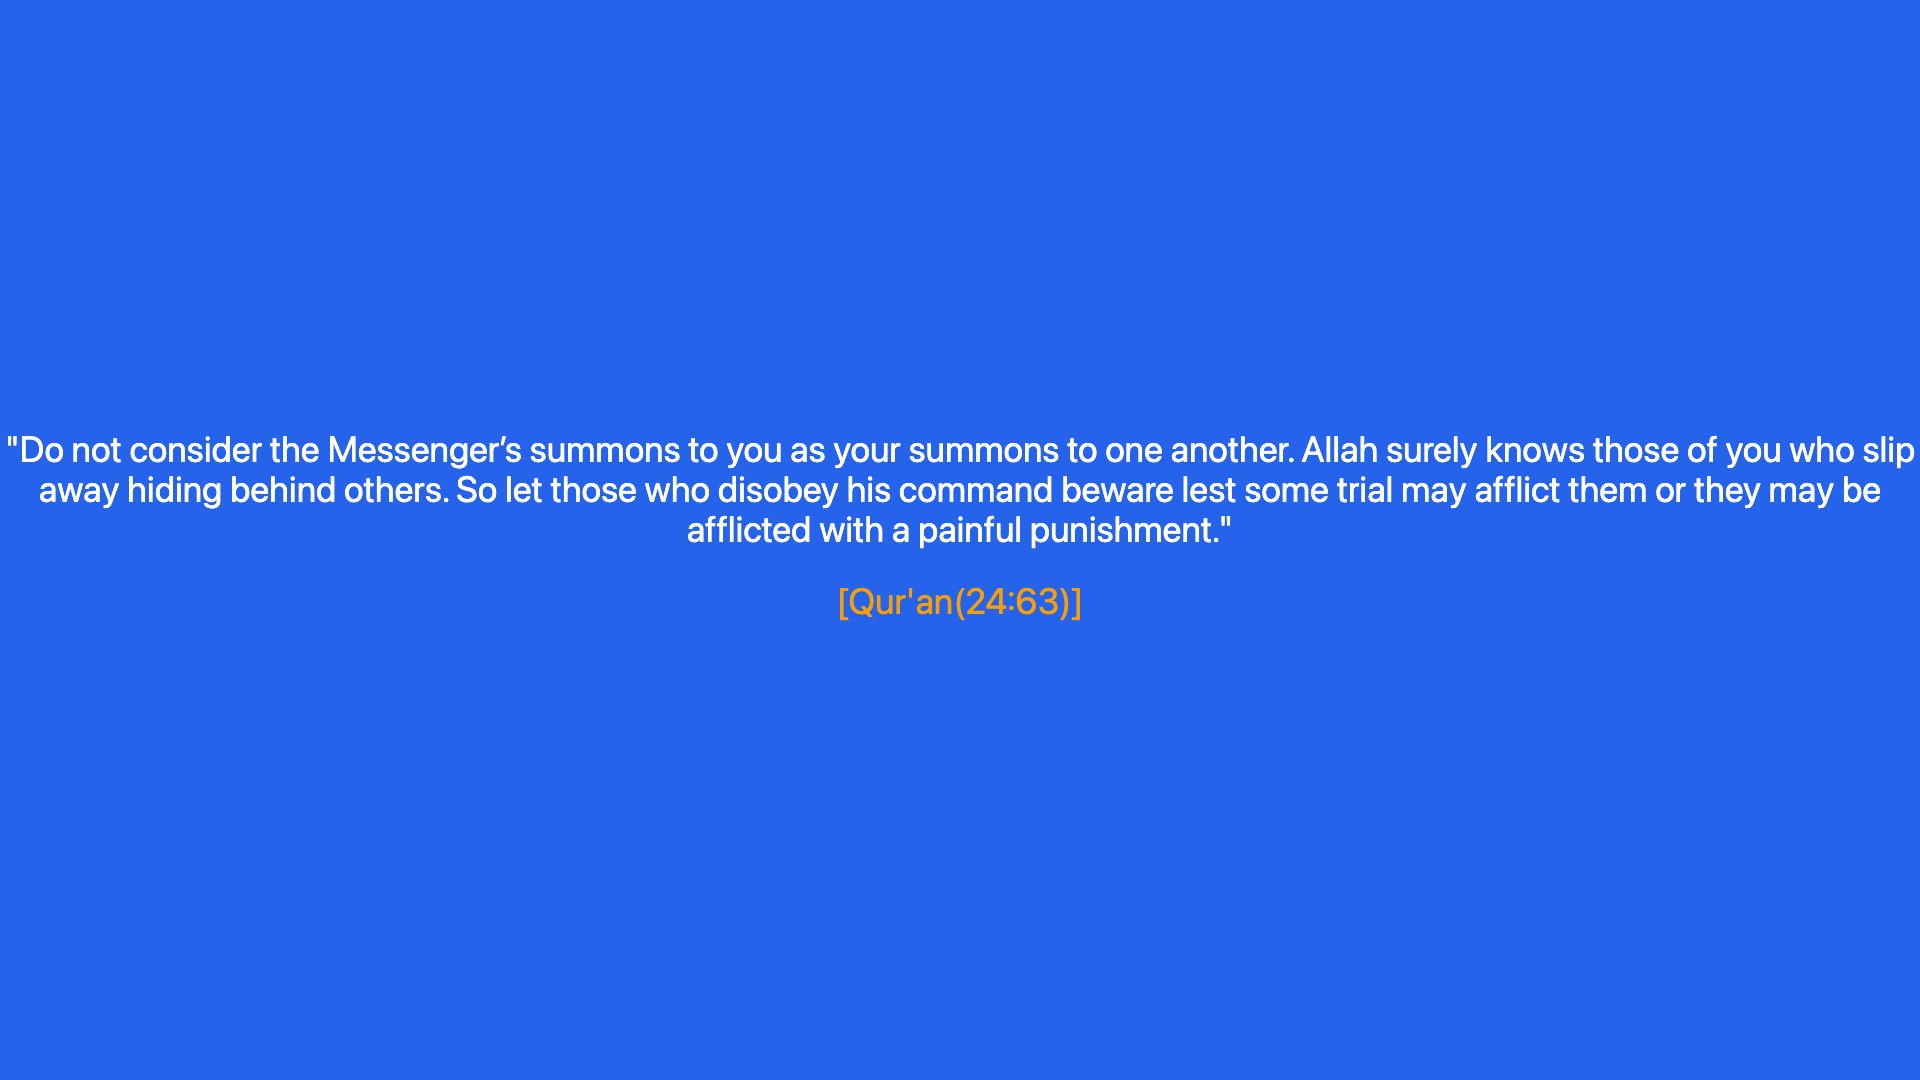 "Do not consider the Messenger’s summons to you as your summons to one another. Allah surely knows those of you who slip
away hiding behind others. So let those who disobey his command beware lest some trial may afflict them or they may be
afflicted with a painful punishment."
[Qur'an(24:63)]